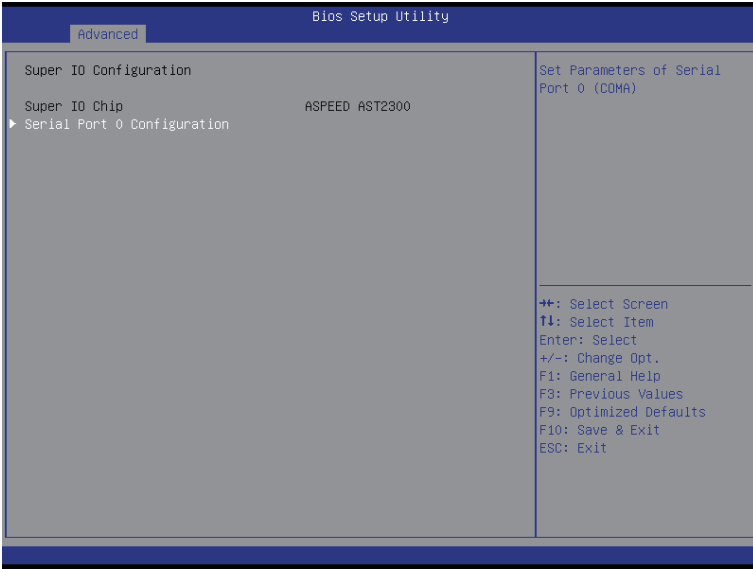 Bios Setup Utility
Advanced
Super IO Configuration
Super IO Chip ASPEED AST2300
Serial Port 0 Configuration
Set Parameters of Serial
Port 0 (COMA)
→←: Select Screen
↑↓: Select Item
Enter: Select
+/-: Change Opt.
F1: General Help
F3: Previous Values
F9: Optimized Defaults
F10: Save & Exit
ESC: Exit